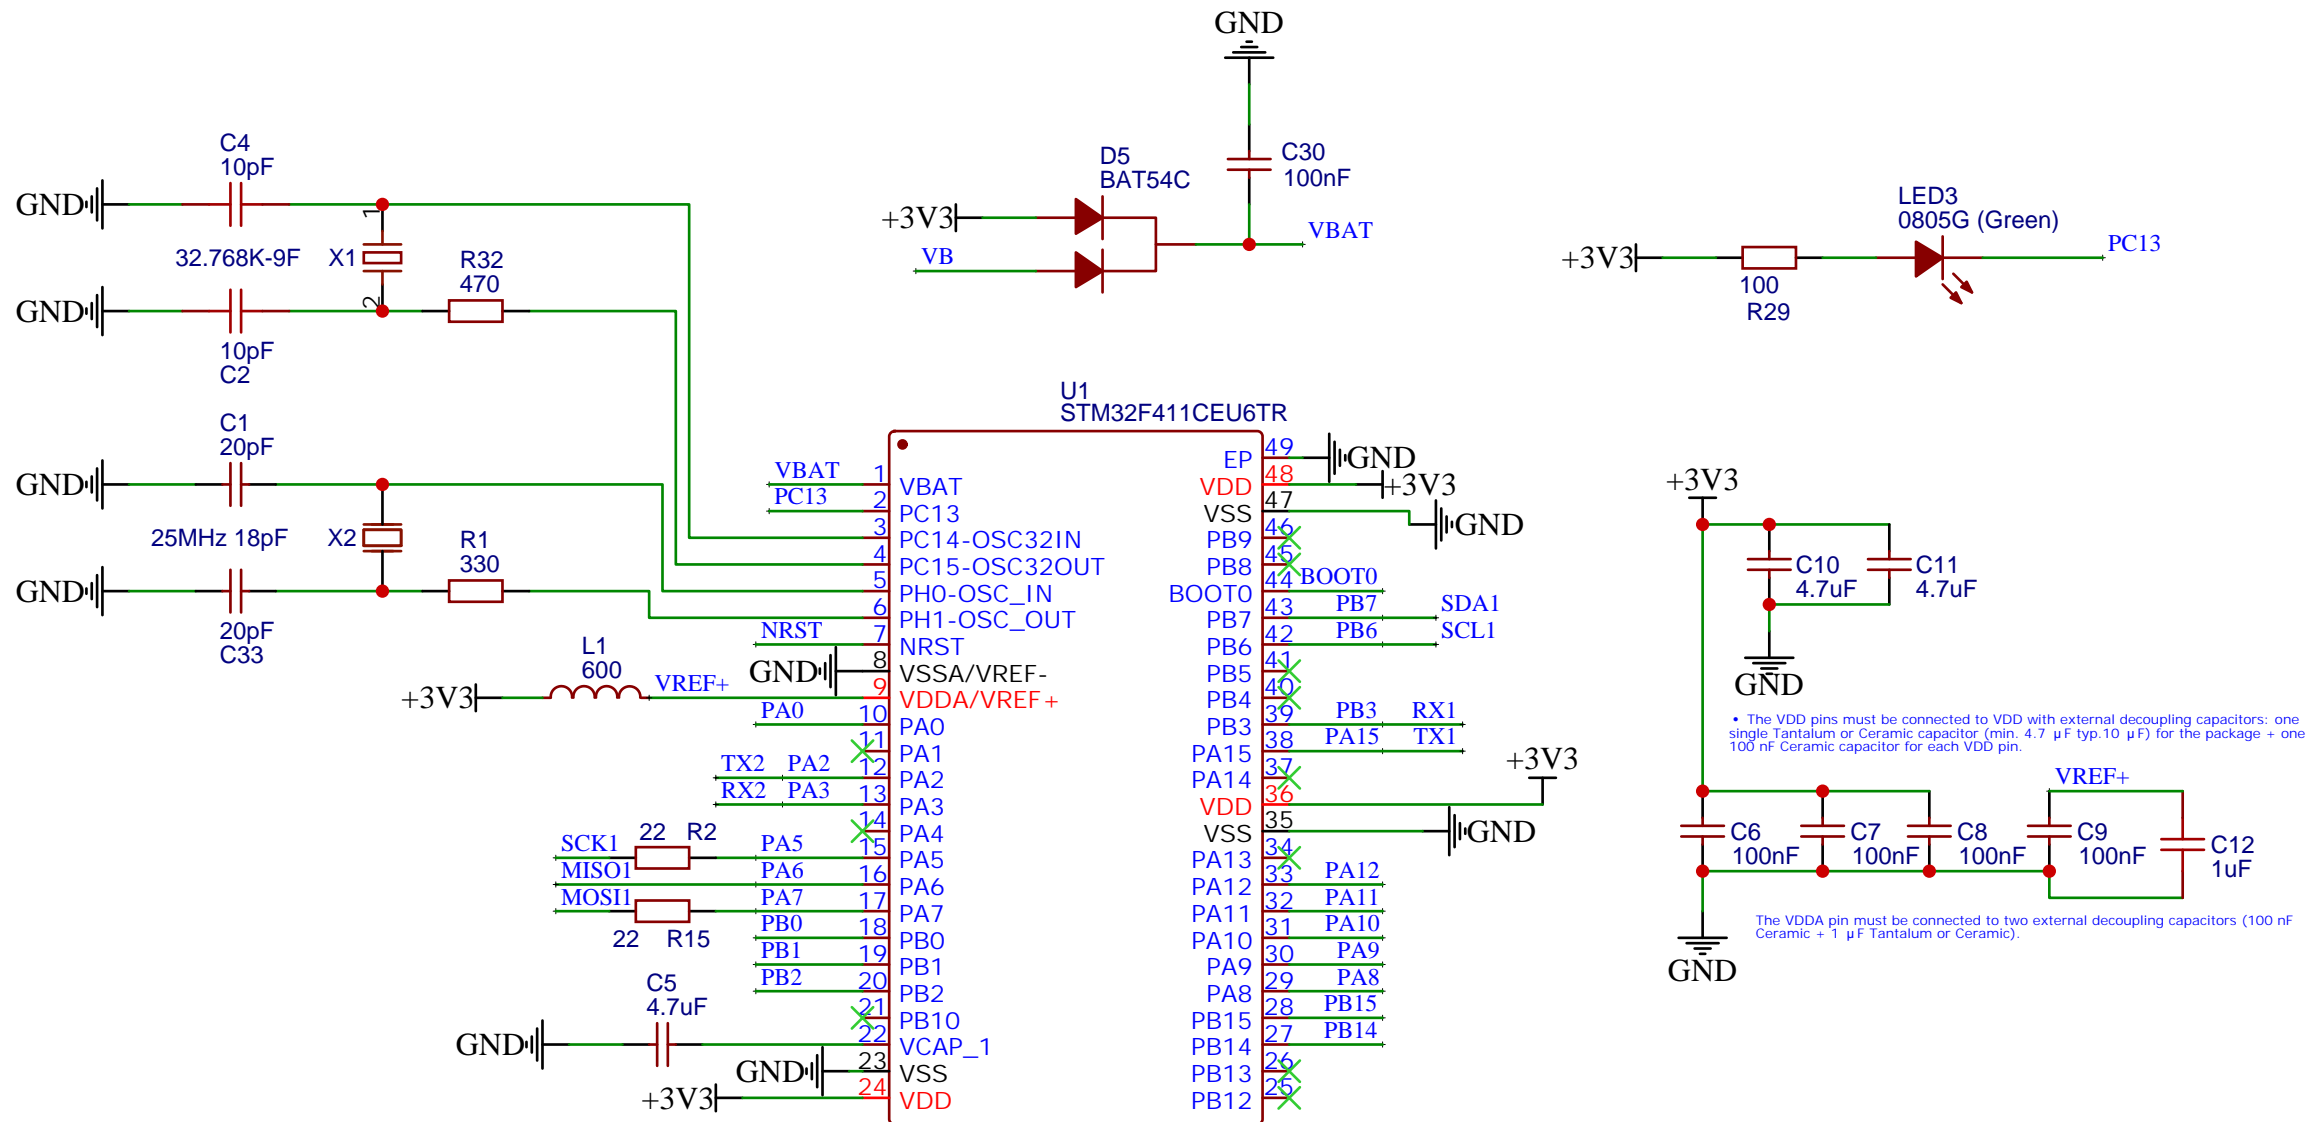 GND
C4
10pF
GND
32.768K-9F
X1
1
2
R32
470
GND
10pF
C2
D5
BAT54C
C30
100nF
+3V3
VB
VBAT
LED3
0805G (Green)
+3V3
100
R29
PC13
C1
20pF
GND
25MHz 18pF
X2
R1
330
GND
20pF
C33
L1
600
+3V3
VREF+
U1
STM32F411CEU6TR
VBAT 1 VBAT
PC13 2 PC13
3 PC14-OSC32IN
4 PC15-OSC32OUT
5 PH0-OSC_IN
6 PH1-OSC_OUT
NRST 7 NRST
GND 8 VSSA/VREF-
9 VDDA/VREF+
PA0 10 PA0
11 PA1
TX2 PA2 12 PA2
RX2 PA3 13 PA3
14 PA4
SCK1 22 R2 PA5 15 PA5
MISO1 PA6 16 PA6
MOSI1 PA7 17 PA7
22 R15
PB0 18 PB0
PB1 19 PB1
PB2 20 PB2
21 PB10
C5
4.7uF
GND
22 VCAP_1
GND 23 VSS
+3V3 24 VDD
EP 49 GND
VDD 48 +3V3
VSS 47 GND
PB9 46
PB8 45
BOOT0 44 BOOT0
PB7 43 PB7 SDA1
PB6 42 PB6 SCL1
PB5 41
PB4 40
PB3 39 PB3 RX1
PA15 38 PA15 TX1
PA14 37
VDD 36 +3V3
VSS 35 GND
PA13 34
PA12 33 PA12
PA11 32 PA11
PA10 31 PA10
PA9 30 PA9
PA8 29 PA8
PB15 28 PB15
PB14 27 PB14
PB13 26
PB12 25
+3V3
C10
4.7uF
C11
4.7uF
GND
• The VDD pins must be connected to VDD with external decoupling capacitors: one
single Tantalum or Ceramic capacitor (min. 4.7 μF typ.10 μF) for the package + one
100 nF Ceramic capacitor for each VDD pin.
VREF+
C6
100nF
C7
100nF
C8
100nF
C9
100nF
C12
1uF
The VDDA pin must be connected to two external decoupling capacitors (100 nF
Ceramic + 1 μF Tantalum or Ceramic).
GND